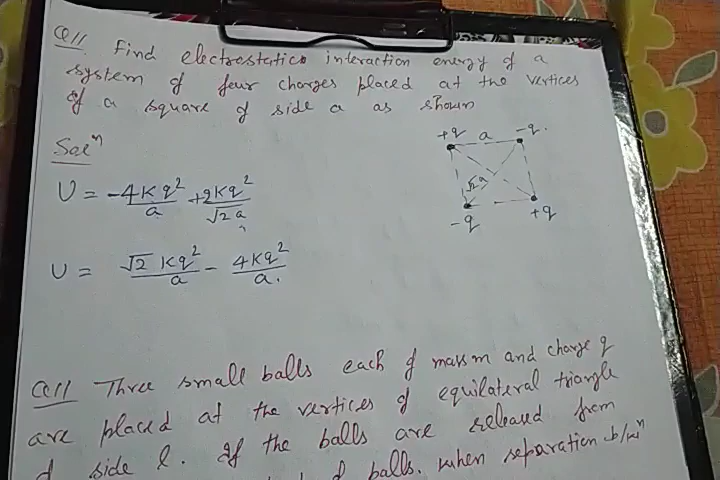 Q11 Find electrostatics interaction energy of a
system of four charges placed at the vertices
of a square of side a as shown
Solⁿ
+q a -q.
√2a
-q +q
U = -4Kq²/a + 2Kq²/√2a
U = √2 Kq²/a - 4Kq²/a.
Q11 Three small balls each of mass m and charge q
are placed at the vertices of equilateral triangle
of side l. If the balls are released from
balls. when separation b/wⁿ